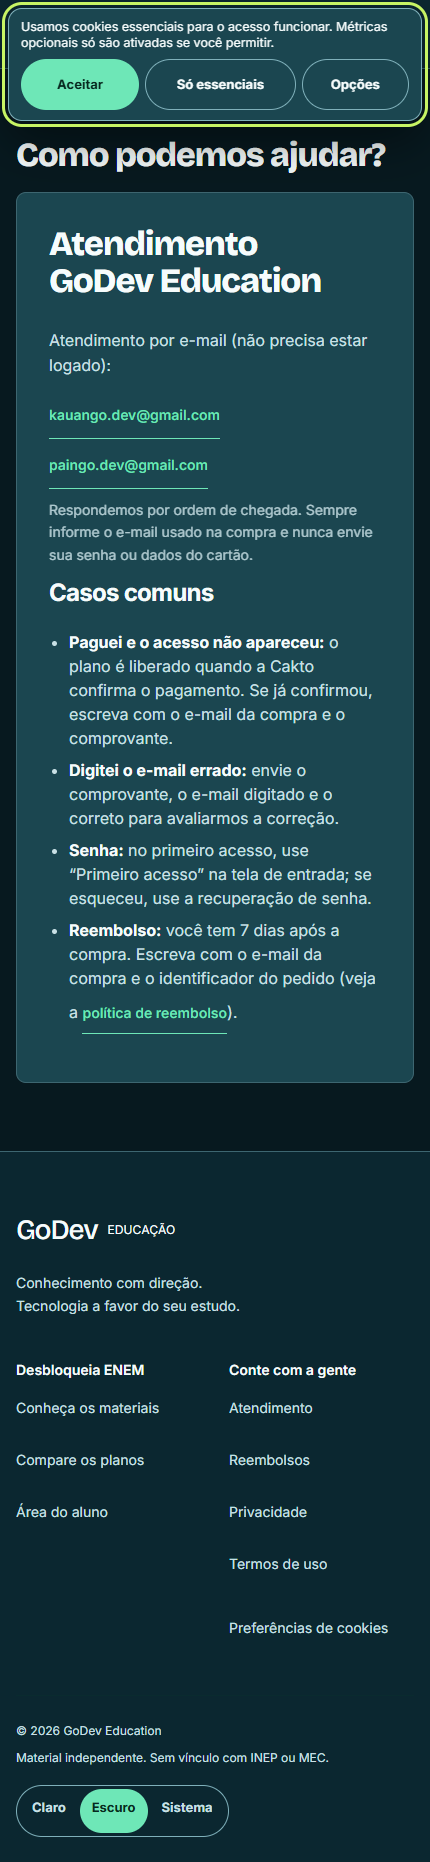 Usamos cookies essenciais para o acesso funcionar. Métricas
opcionais só são ativadas se você permitir.
Aceitar
Só essenciais
Opções
Como podemos ajudar?
Atendimento
GoDev Education
Atendimento por e-mail (não precisa estar
logado):
kauango.dev@gmail.com
paingo.dev@gmail.com
Respondemos por ordem de chegada. Sempre
informe o e-mail usado na compra e nunca envie
sua senha ou dados do cartão.
Casos comuns
• Paguei e o acesso não apareceu: o
plano é liberado quando a Cakto
confirma o pagamento. Se já confirmou,
escreva com o e-mail da compra e o
comprovante.
• Digitei o e-mail errado: envie o
comprovante, o e-mail digitado e o
correto para avaliarmos a correção.
• Senha: no primeiro acesso, use
“Primeiro acesso” na tela de entrada; se
esqueceu, use a recuperação de senha.
• Reembolso: você tem 7 dias após a
compra. Escreva com o e-mail da
compra e o identificador do pedido (veja
a política de reembolso).
GoDev EDUCAÇÃO
Conhecimento com direção.
Tecnologia a favor do seu estudo.
Desbloqueia ENEM
Conheça os materiais
Compare os planos
Área do aluno
Conte com a gente
Atendimento
Reembolsos
Privacidade
Termos de uso
Preferências de cookies
© 2026 GoDev Education
Material independente. Sem vínculo com INEP ou MEC.
Claro
Escuro
Sistema